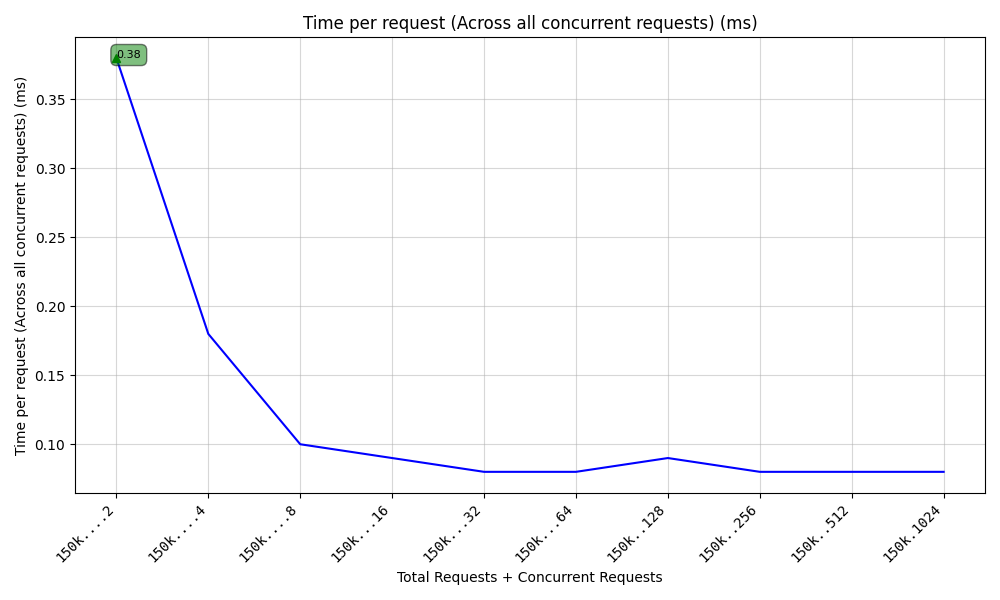 Time per request (Across all concurrent requests) (ms)
0.38
Time per request (Across all concurrent requests) (ms)
0.35
0.30
0.25
0.20
0.15
0.10
150k....2
150k....4
150k....8
150k...16
150k...32
150k...64
150k..128
150k..256
150k..512
150k.1024
Total Requests + Concurrent Requests